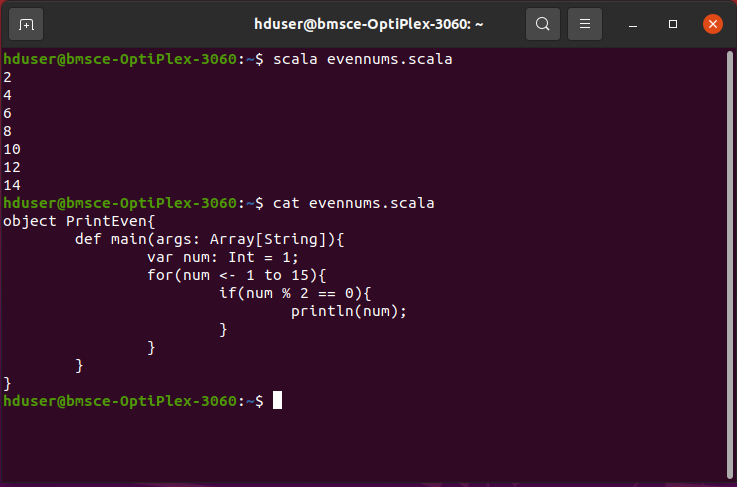 hduser@bmsce-OptiPlex-3060: ~
hduser@bmsce-OptiPlex-3060:~$ scala evennums.scala
2
4
6
8
10
12
14
hduser@bmsce-OptiPlex-3060:~$ cat evennums.scala
object PrintEven{
        def main(args: Array[String]){
                var num: Int = 1;
                for(num <- 1 to 15){
                        if(num % 2 == 0){
                                println(num);
                        }
                }
        }
}
hduser@bmsce-OptiPlex-3060:~$